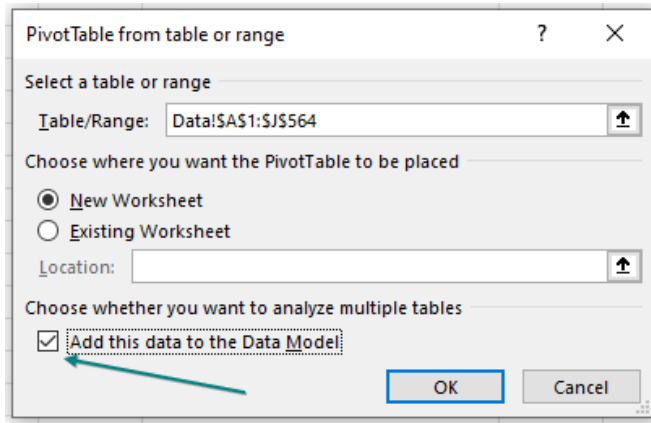 PivotTable from table or range ? ×
Select a table or range
Table/Range: Data!$A$1:$J$564
Choose where you want the PivotTable to be placed
New Worksheet
Existing Worksheet
Location:
Choose whether you want to analyze multiple tables
Add this data to the Data Model
OK Cancel